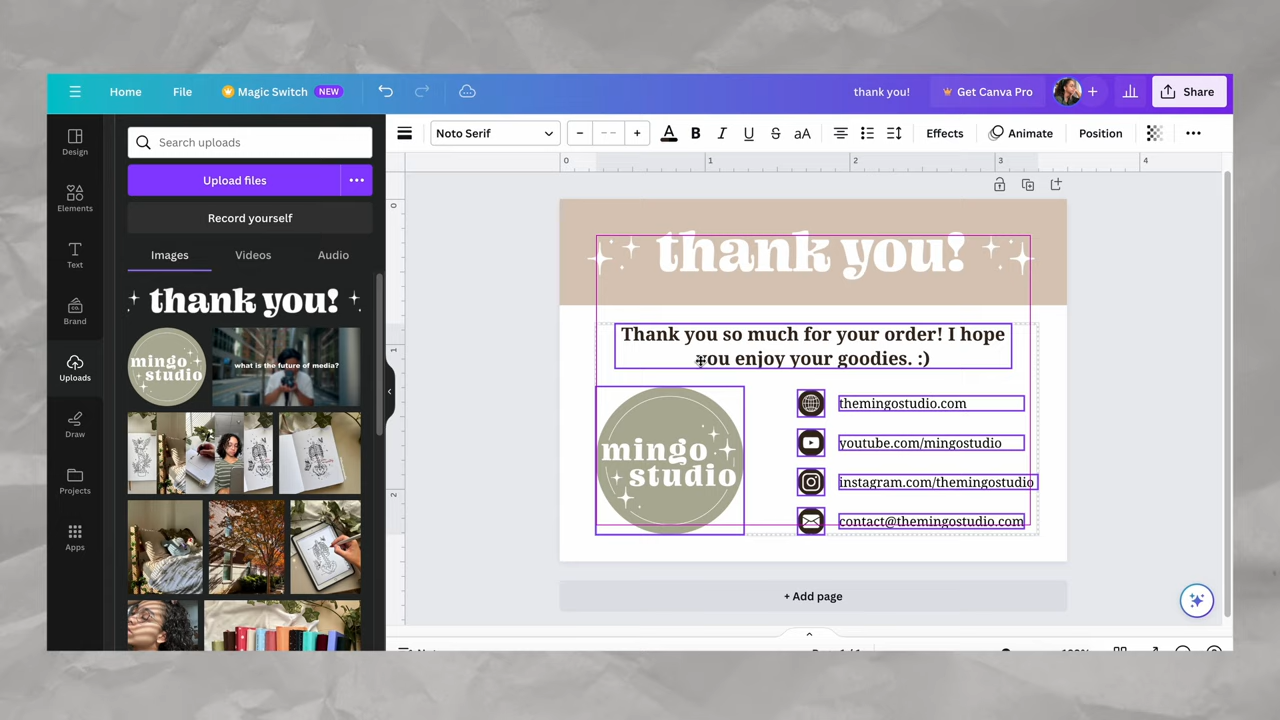 Home File Magic Switch NEW thank you! Get Canva Pro + Share
Noto Serif - -- + A B I U S aA Effects Animate Position
Design
Elements
Text
Brand
Uploads
Draw
Projects
Apps
Search uploads
Upload files
Record yourself
Images Videos Audio
thank you!
mingo
studio
what is the future of media?
0 1 2 3 4
0
1
2
thank you!
Thank you so much for your order! I hope
you enjoy your goodies. :)
mingo
studio
themingostudio.com
youtube.com/mingostudio
instagram.com/themingostudio
contact@themingostudio.com
+ Add page